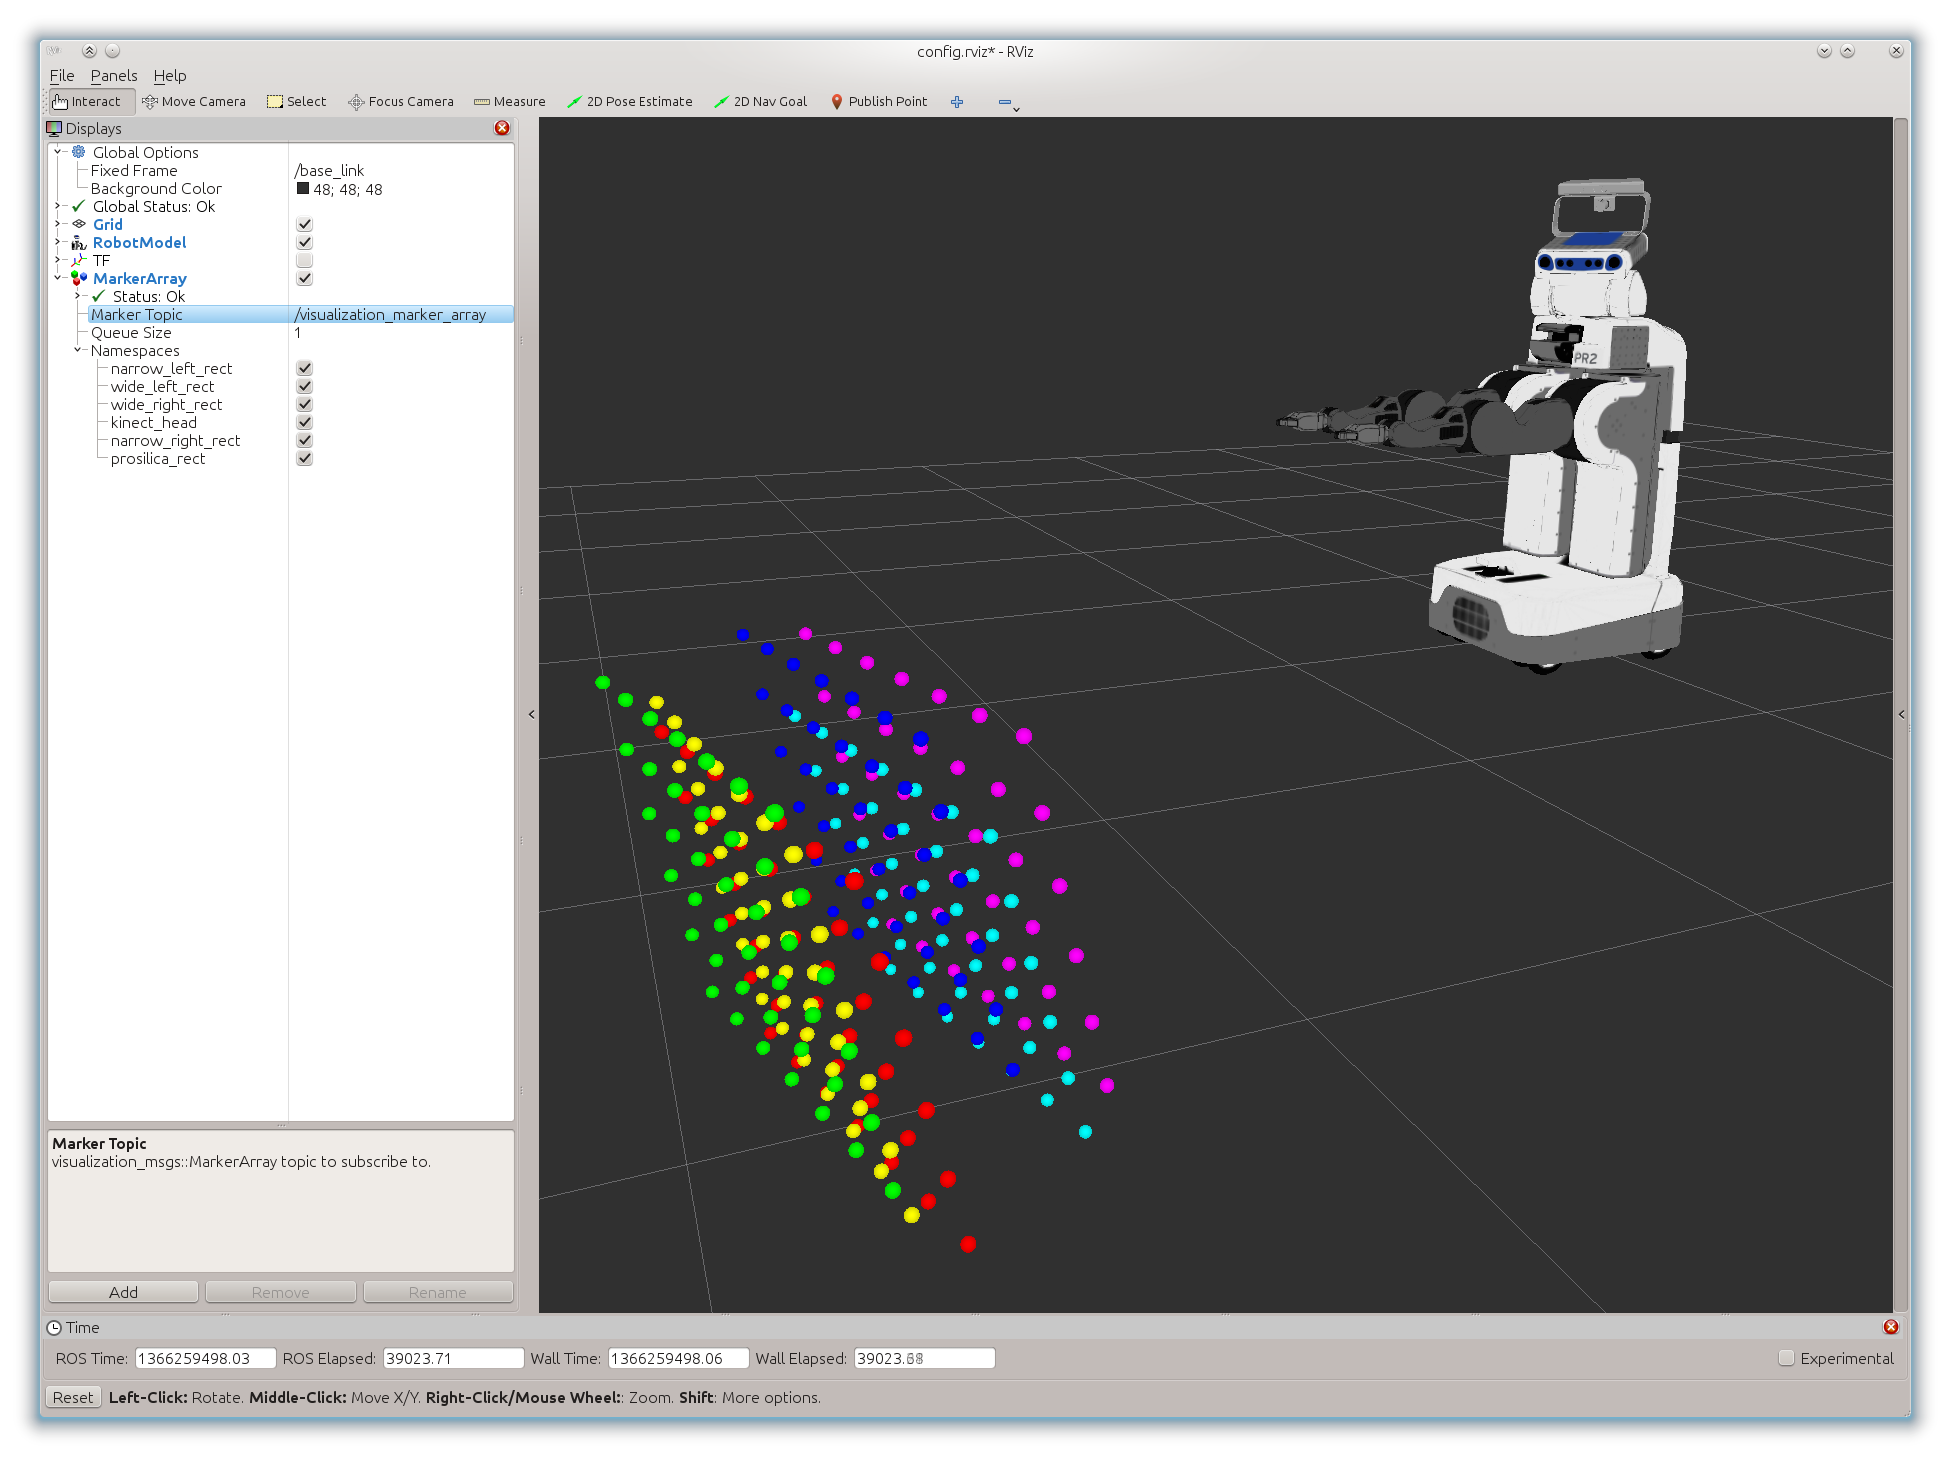 config.rviz* - RViz
File Panels Help
Interact Move Camera Select Focus Camera Measure 2D Pose Estimate 2D Nav Goal Publish Point
Displays
Global Options
Fixed Frame /base_link
Background Color 48; 48; 48
Global Status: Ok
Grid
RobotModel
TF
MarkerArray
Status: Ok
Marker Topic /visualization_marker_array
Queue Size 1
Namespaces
narrow_left_rect
wide_left_rect
wide_right_rect
kinect_head
narrow_right_rect
prosilica_rect
PR2
Marker Topic
visualization_msgs::MarkerArray topic to subscribe to.
Add Remove Rename
Time
ROS Time: 1366259498.03 ROS Elapsed: 39023.71 Wall Time: 1366259498.06 Wall Elapsed: Experimental
Reset Left-Click: Rotate. Middle-Click: Move X/Y. Right-Click/Mouse Wheel:: Zoom. Shift: More options.